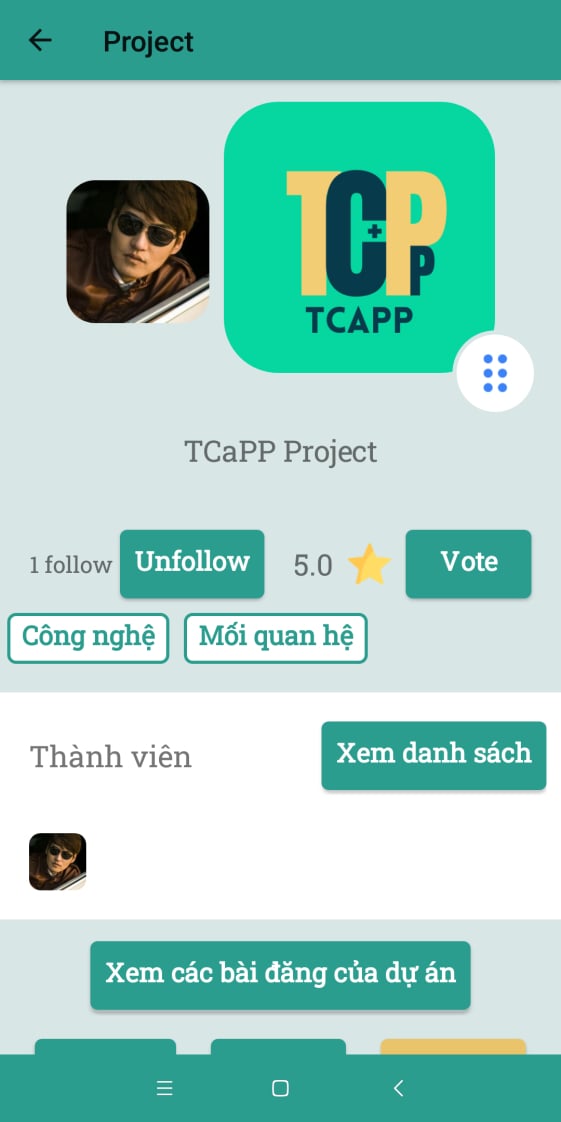 Project
TCPP
TCAPP
TCaPP Project
1 follow
Unfollow
5.0
Vote
Công nghệ
Mối quan hệ
Thành viên
Xem danh sách
Xem các bài đăng của dự án